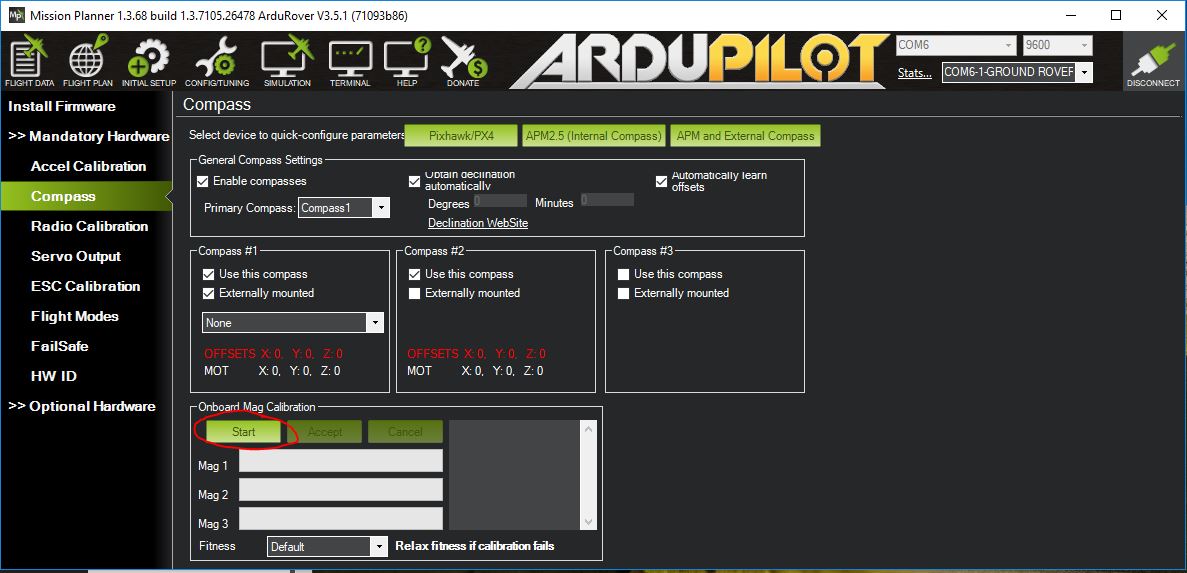 Mission Planner 1.3.68 build 1.3.7105.26478 ArduRover V3.5.1 (71093b86)
FLIGHT DATA FLIGHT PLAN INITIAL SETUP CONFIG/TUNING SIMULATION TERMINAL HELP DONATE
ARDUPILOT
COM6 9600
Stats... COM6-1-GROUND ROVER
DISCONNECT
Install Firmware
>> Mandatory Hardware
Accel Calibration
Compass
Radio Calibration
Servo Output
ESC Calibration
Flight Modes
FailSafe
HW ID
>> Optional Hardware
Compass
Select device to quick-configure parameters
Pixhawk/PX4 APM2.5 (Internal Compass) APM and External Compass
General Compass Settings
Enable compasses
Primary Compass: Compass1
Obtain declination
automatically
Degrees 0 Minutes 0
Declination WebSite
Automatically learn
offsets
Compass #1
Use this compass
Externally mounted
None
OFFSETS X: 0, Y: 0, Z: 0
MOT X: 0, Y: 0, Z: 0
Compass #2
Use this compass
Externally mounted
OFFSETS X: 0, Y: 0, Z: 0
MOT X: 0, Y: 0, Z: 0
Compass #3
Use this compass
Externally mounted
Onboard Mag Calibration
Start Accept Cancel
Mag 1
Mag 2
Mag 3
Fitness Default Relax fitness if calibration fails